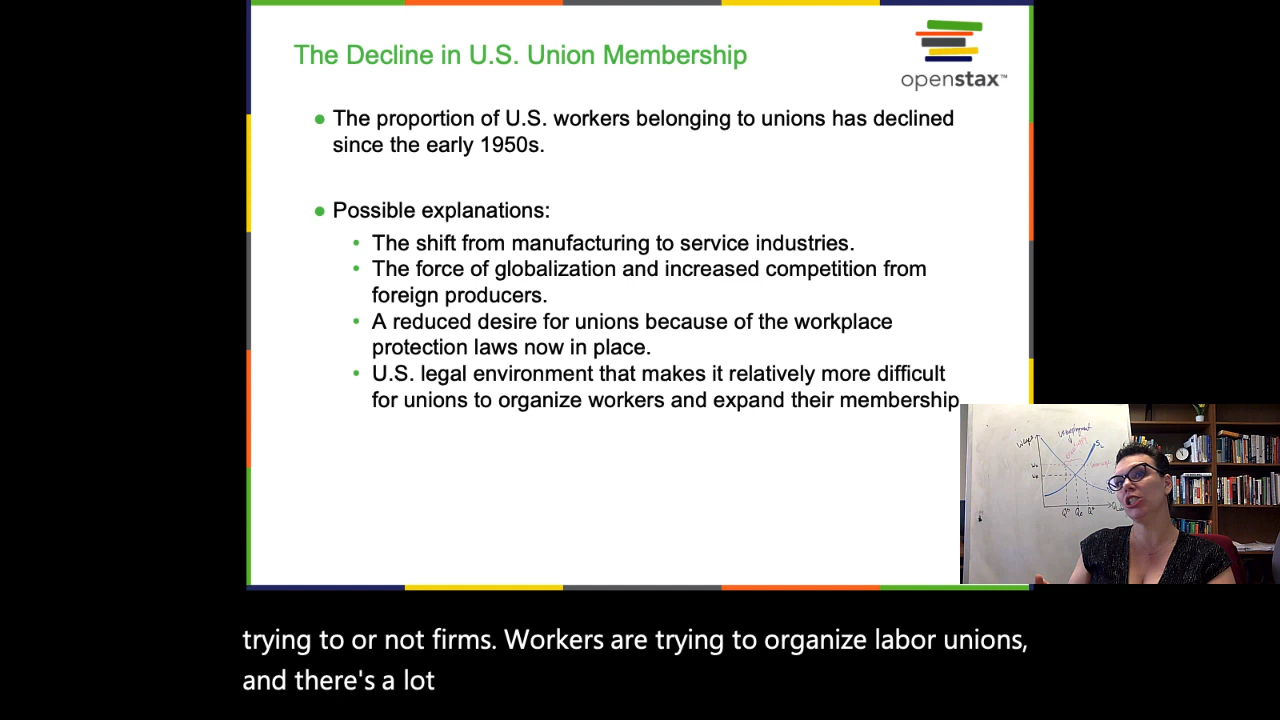 The Decline in U.S. Union Membership
openstax™
● The proportion of U.S. workers belonging to unions has declined
since the early 1950s.
● Possible explanations:
• The shift from manufacturing to service industries.
• The force of globalization and increased competition from
foreign producers.
• A reduced desire for unions because of the workplace
protection laws now in place.
• U.S. legal environment that makes it relatively more difficult
for unions to organize workers and expand their membership
trying to or not firms. Workers are trying to organize labor unions,
and there's a lot